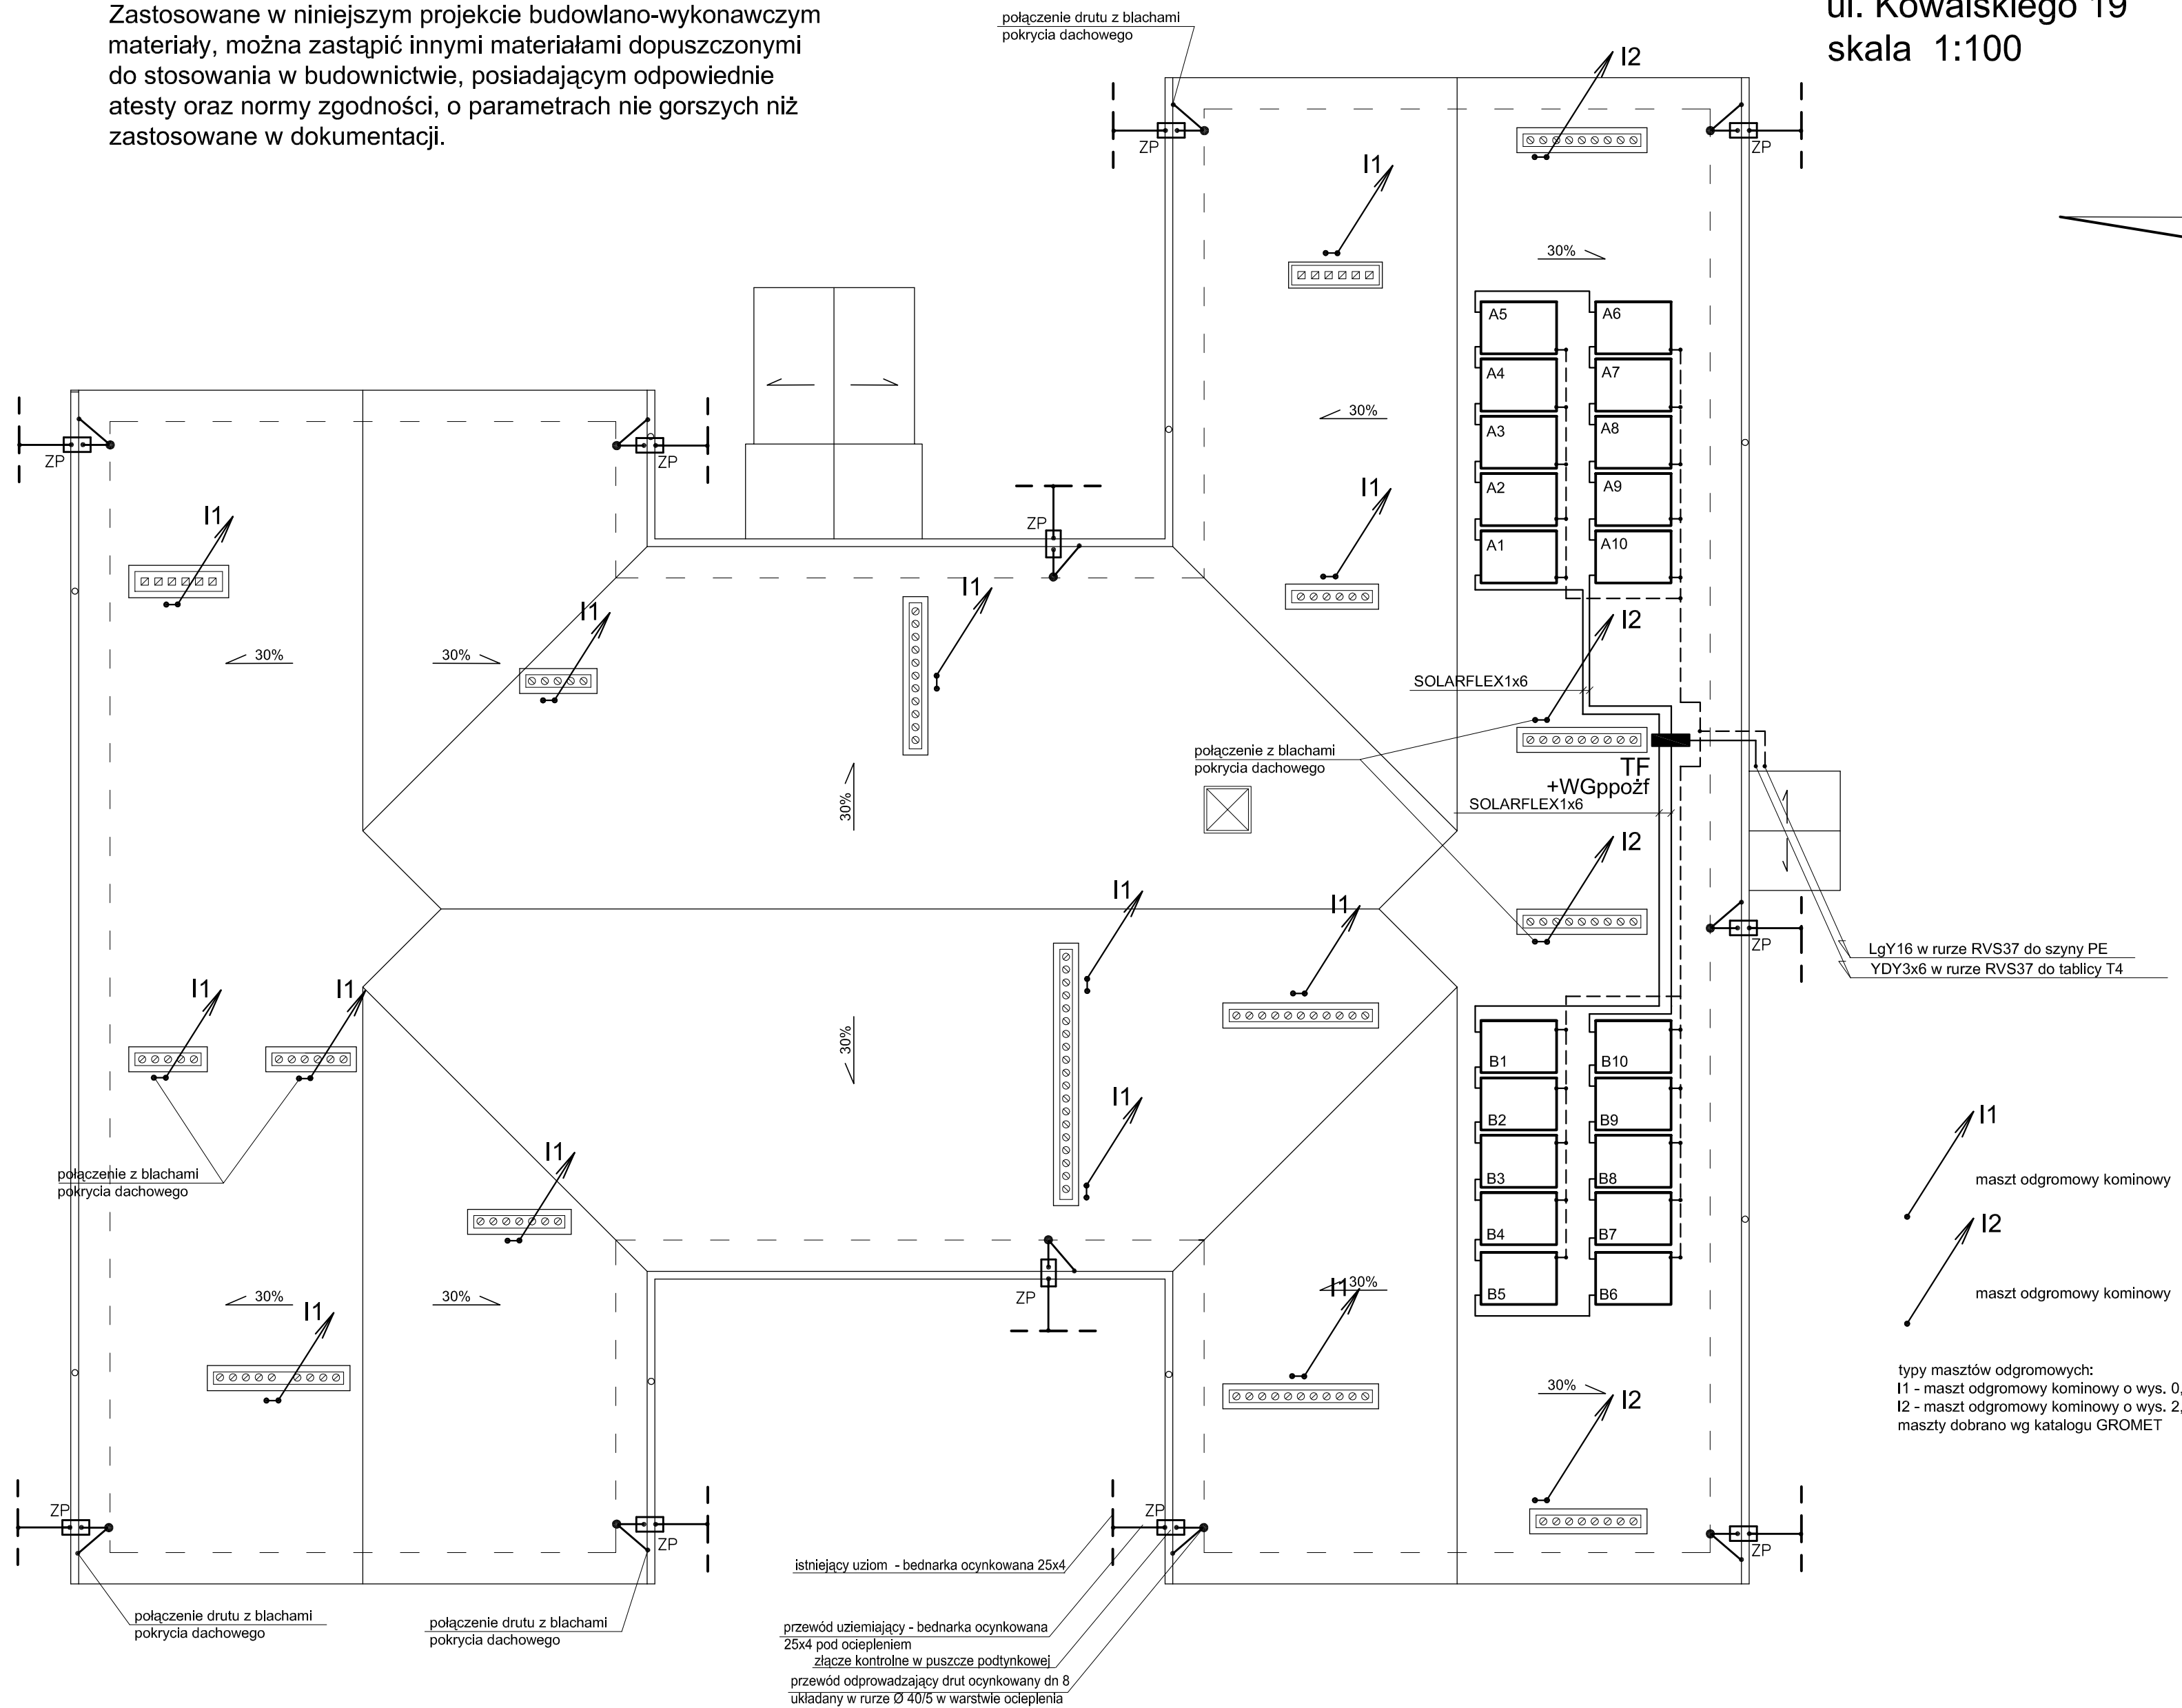 Zastosowane w niniejszym projekcie budowlano-wykonawczym
materiały, można zastąpić innymi materiałami dopuszczonymi
do stosowania w budownictwie, posiadającym odpowiednie
atesty oraz normy zgodności, o parametrach nie gorszych niż
zastosowane w dokumentacji.
połączenie drutu z blachami
pokrycia dachowego
ul. Kowalskiego 19
skala 1:100
I2
ZP
ZP
I1
30%
A5
A6
A4
A7
30%
A3
A8
ZP
ZP
A2
A9
I1
I1
ZP
A1
A10
I1
I1
I2
30%
30%
SOLARFLEX1x6
połączenie z blachami
pokrycia dachowego
TF
+WGppożf
30%
SOLARFLEX1x6
I2
I1
I1
ZP
LgY16 w rurze RVS37 do szyny PE
YDY3x6 w rurze RVS37 do tablicy T4
I1
I1
30%
B1
B10
I1
B2
B9
I1
I1
maszt odgromowy kominowy
połączenie z blachami
pokrycia dachowego
B3
B8
I2
B4
B7
maszt odgromowy kominowy
30%
30%
I1
ZP
I1
30%
B5
B6
typy masztów odgromowych:
I1 - maszt odgromowy kominowy o wys. 0,
I2 - maszt odgromowy kominowy o wys. 2,
maszty dobrano wg katalogu GROMET
30%
I2
ZP
ZP
ZP
ZP
istniejący uziom - bednarka ocynkowana 25x4
połączenie drutu z blachami
pokrycia dachowego
połączenie drutu z blachami
pokrycia dachowego
przewód uziemiający - bednarka ocynkowana
25x4 pod ociepleniem
złącze kontrolne w puszcze podtynkowej
przewód odprowadzający drut ocynkowany dn 8
układany w rurze Ø 40/5 w warstwie ocieplenia